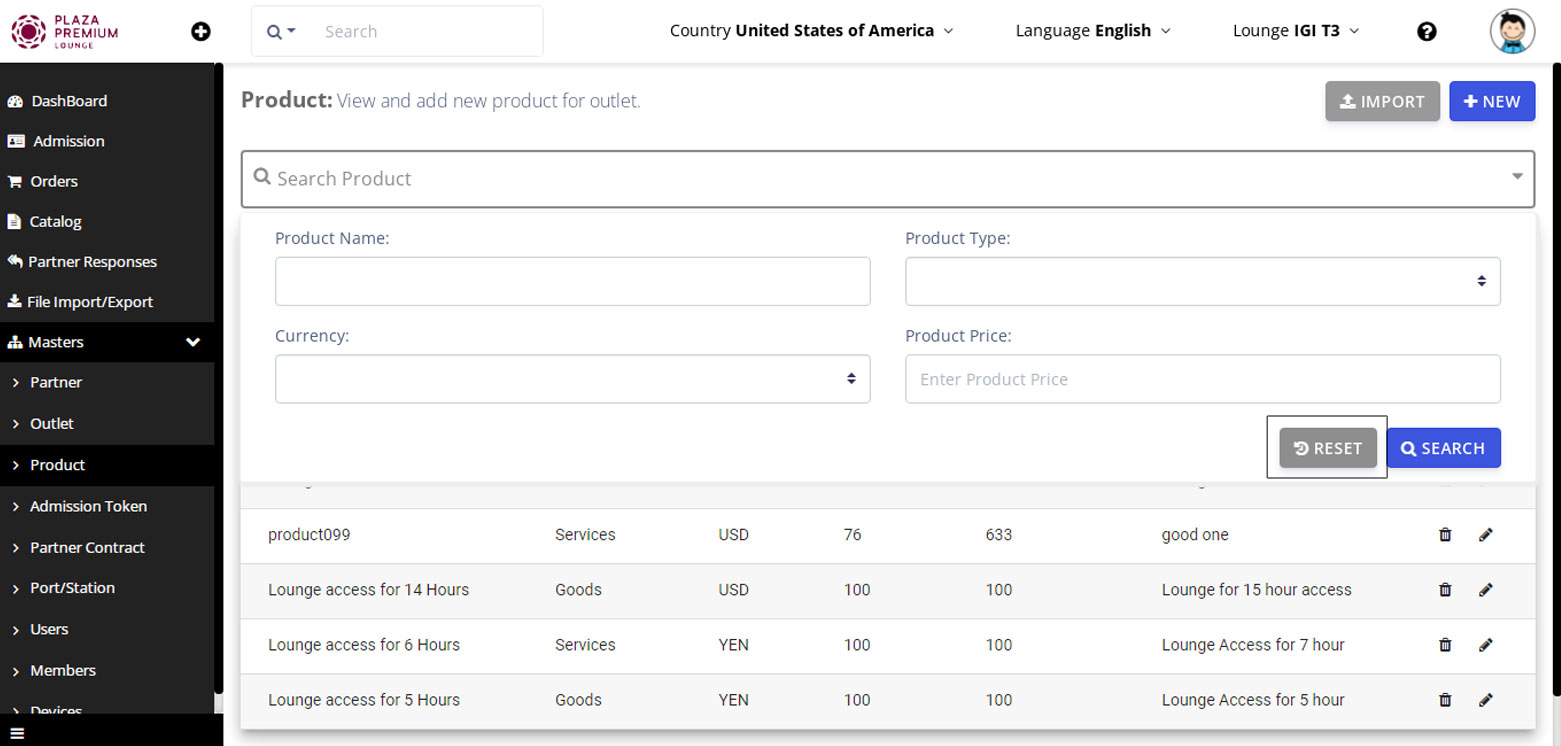 PLAZA
PREMIUM
LOUNGE
Search
Country United States of America
Language English
Lounge IGI T3
DashBoard
Admission
Orders
Catalog
Partner Responses
File Import/Export
Masters
Partner
Outlet
Product
Admission Token
Partner Contract
Port/Station
Users
Members
Devices
Product: View and add new product for outlet.
IMPORT
NEW
Search Product
Product Name:
Product Type:
Currency:
Product Price:
Enter Product Price
RESET
SEARCH
product099 Services USD 76 633 good one
Lounge access for 14 Hours Goods USD 100 100 Lounge for 15 hour access
Lounge access for 6 Hours Services YEN 100 100 Lounge Access for 7 hour
Lounge access for 5 Hours Goods YEN 100 100 Lounge Access for 5 hour